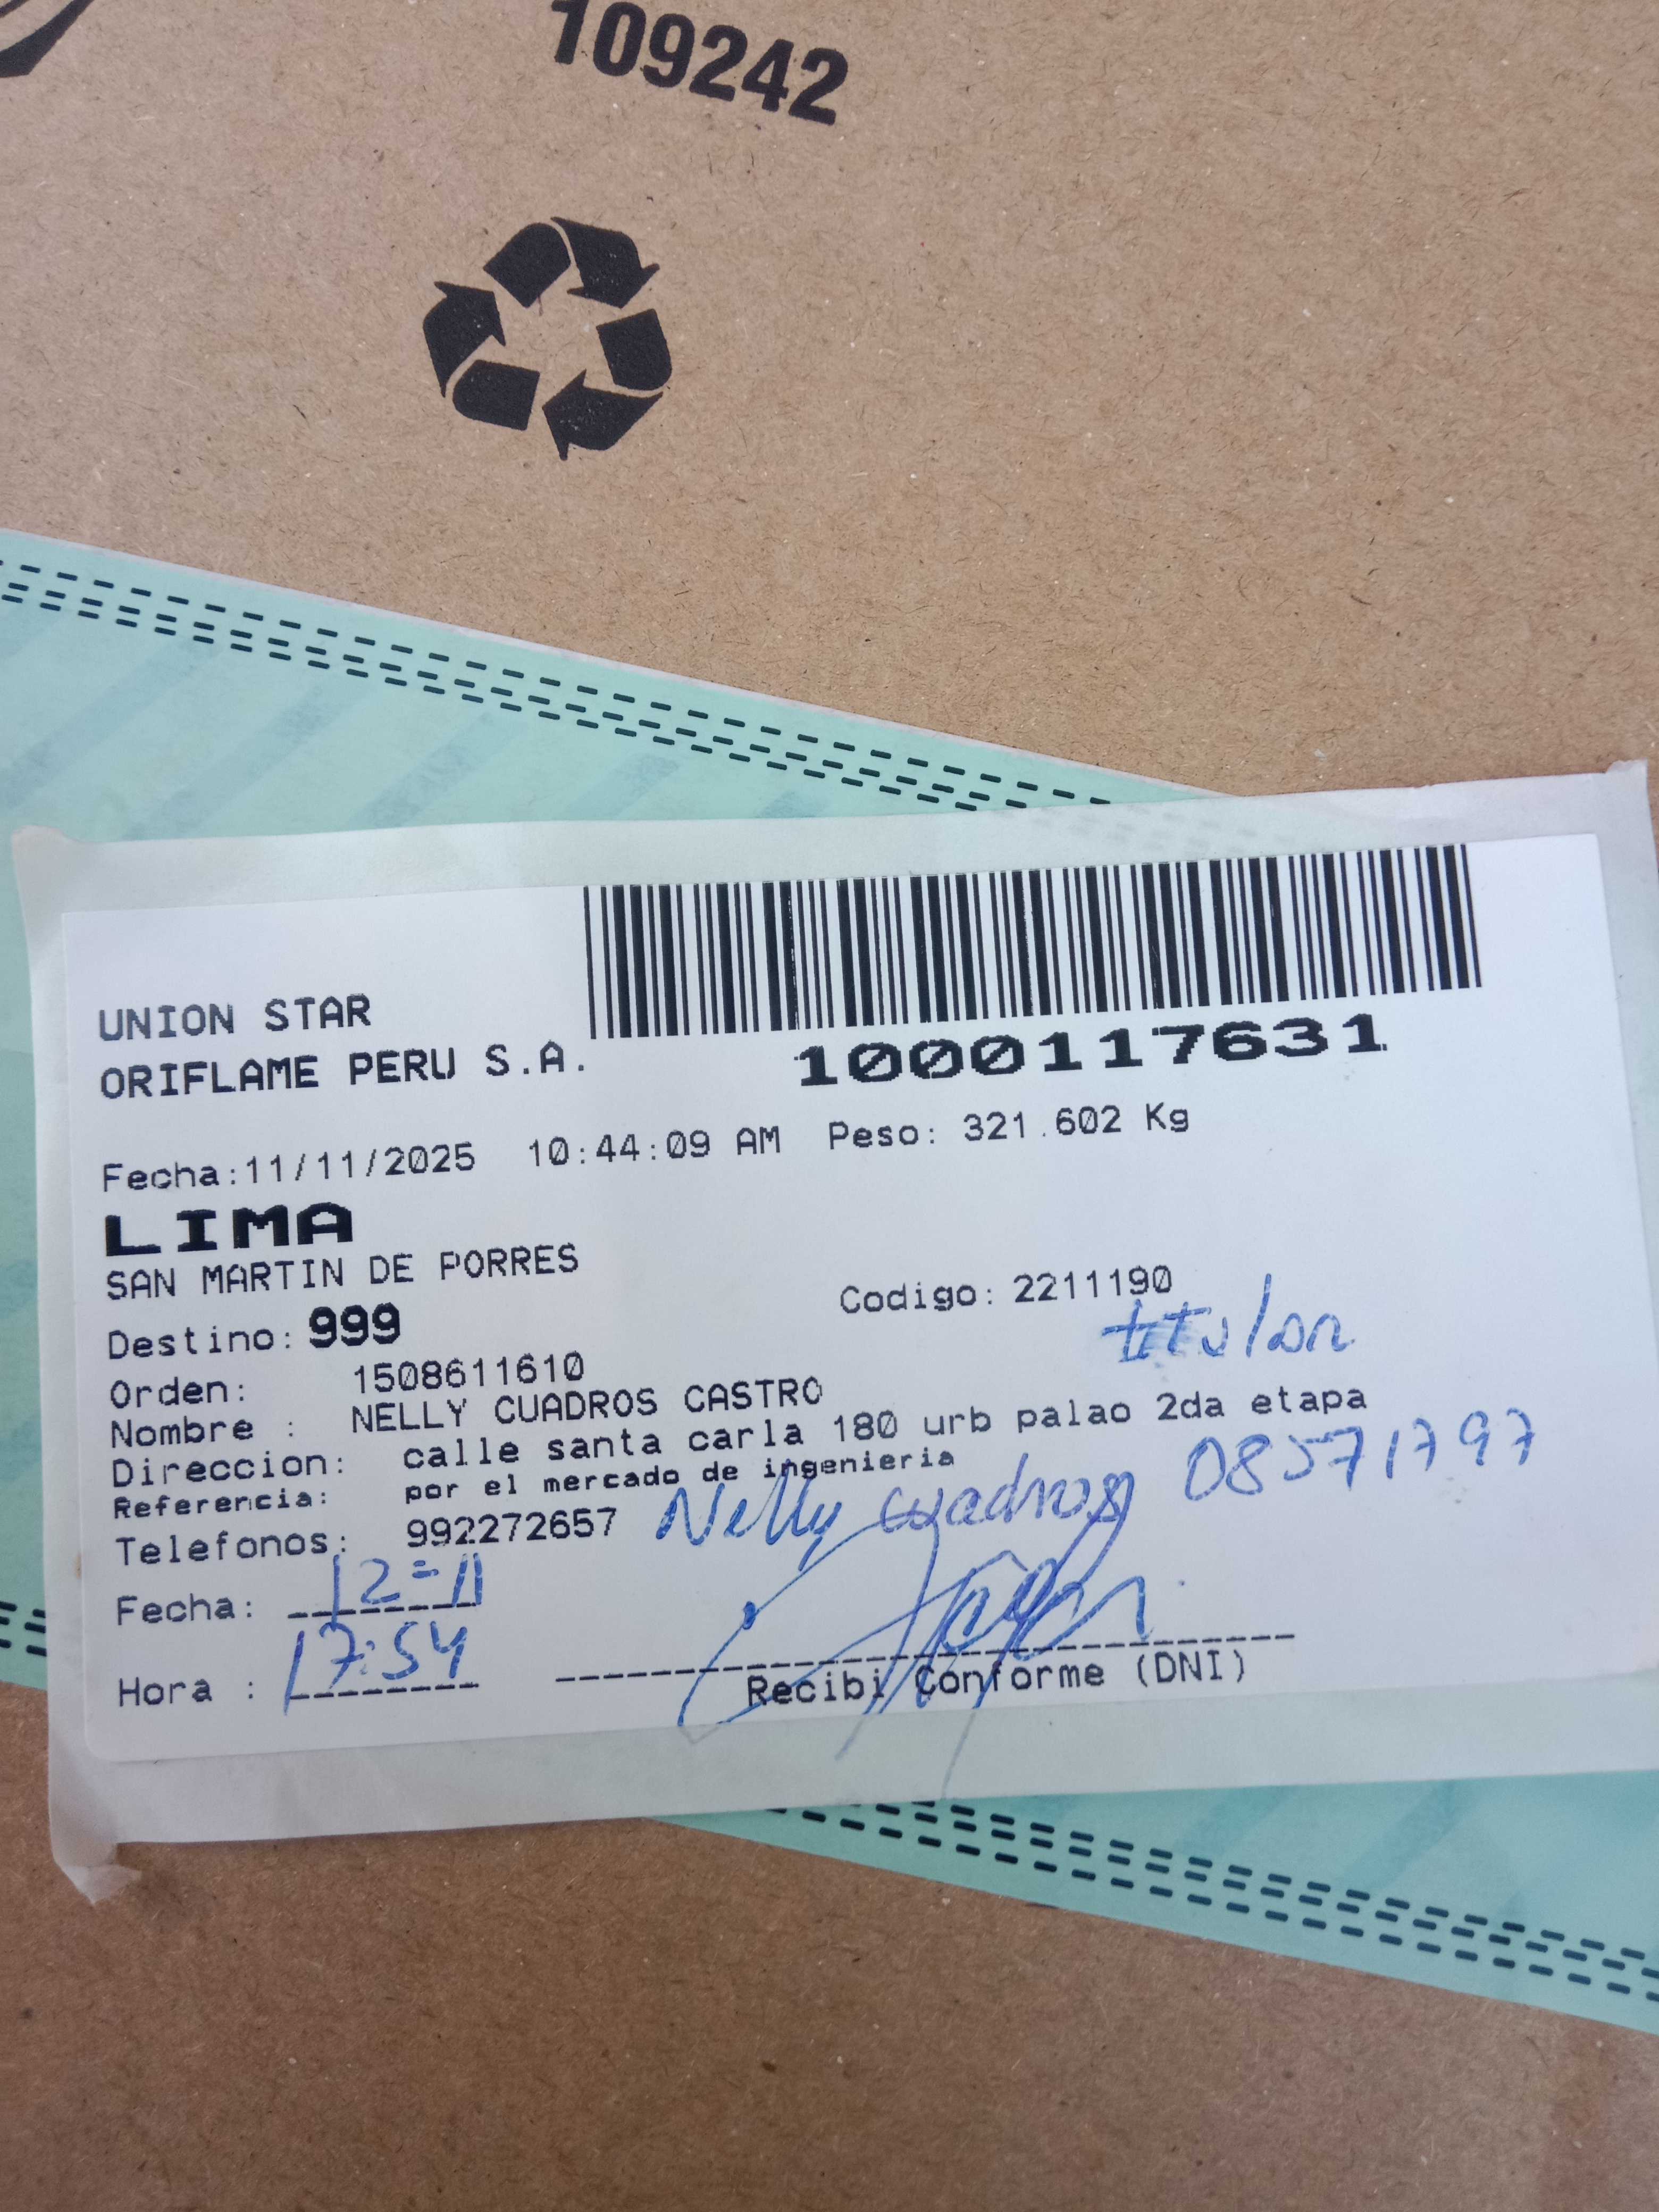 109242
UNION STAR
ORIFLAME PERU S.A.
1000117631
Fecha:11/11/2025 10:44:09 AM Peso: 321.602 Kg
LIMA
SAN MARTIN DE PORRES
Codigo: 2211190
Destino: 999
titular
Orden: 1508611610
Nombre : NELLY CUADROS CASTRO
Direccion: calle santa carla 180 urb palao 2da etapa
Referencia: por el mercado de ingenieria
Telefonos: 992272657
Nelly cuadros 08571797
Fecha: 12-11
Hora : 17:54
Recibi Conforme (DNI)